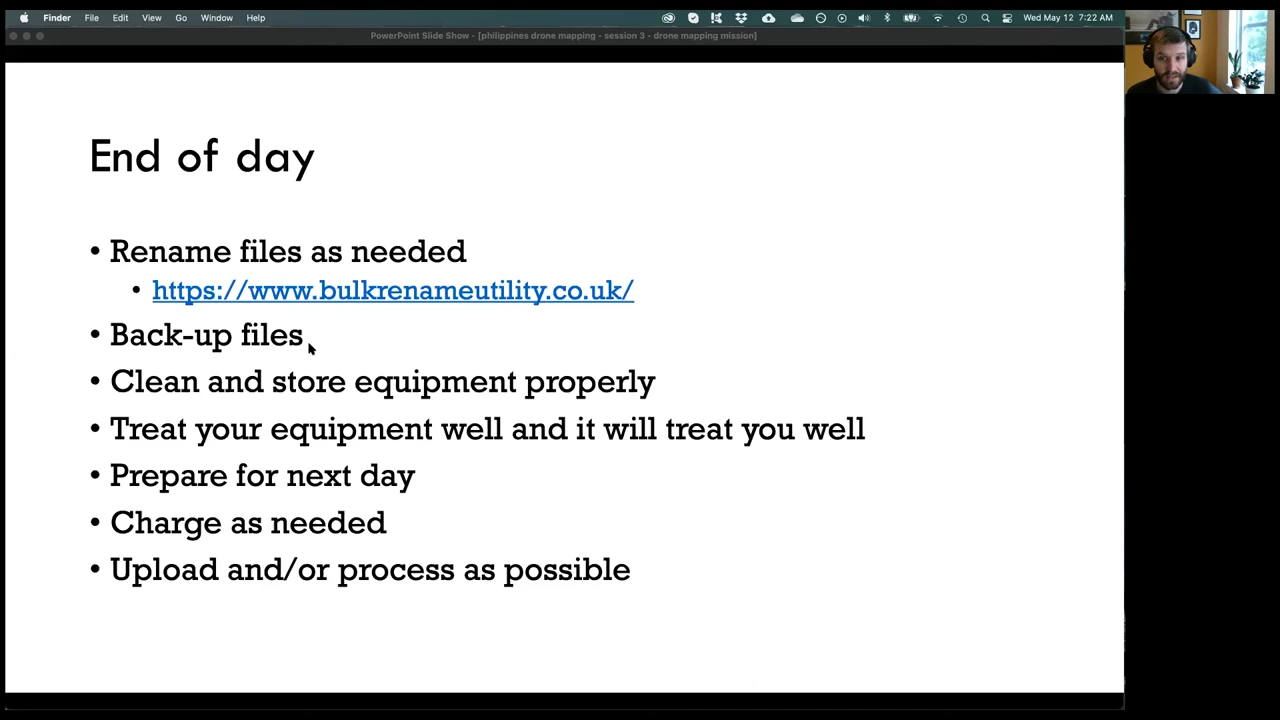 Finder File Edit View Go Window Help Wed May 12 7:22 AM
PowerPoint Slide Show - [philippines drone mapping - session 3 - drone mapping mission]
End of day
• Rename files as needed
• https://www.bulkrenameutility.co.uk/
• Back-up files
• Clean and store equipment properly
• Treat your equipment well and it will treat you well
• Prepare for next day
• Charge as needed
• Upload and/or process as possible